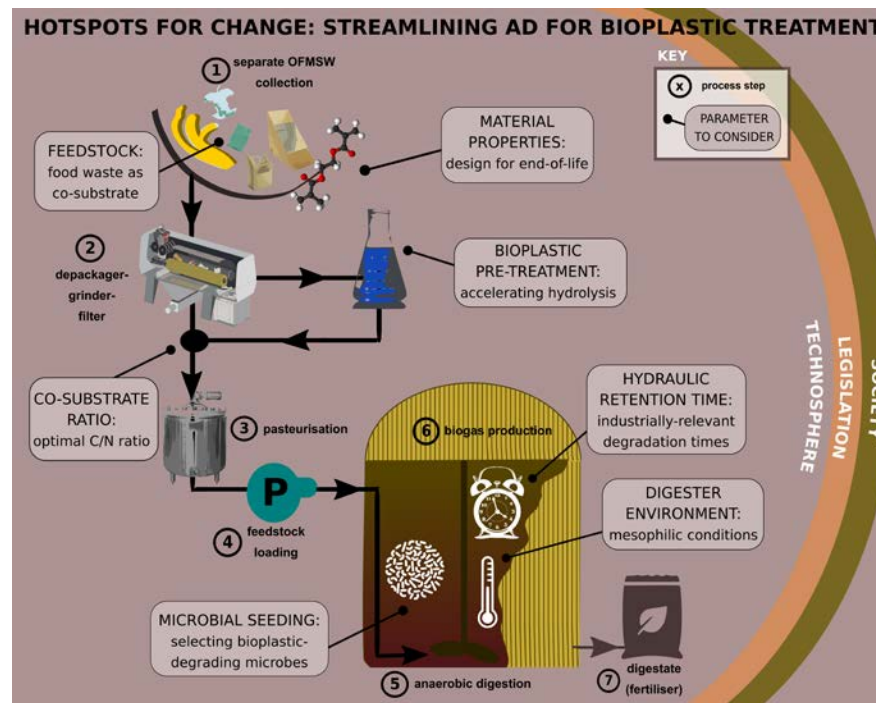 HOTSPOTS FOR CHANGE: STREAMLINING AD FOR BIOPLASTIC TREATMENT
KEY
x process step
PARAMETER
TO CONSIDER
1 separate OFMSW
collection
FEEDSTOCK:
food waste as
co-substrate
MATERIAL
PROPERTIES:
design for end-of-life
2
depackager-
grinder-
filter
BIOPLASTIC
PRE-TREATMENT:
accelerating hydrolysis
CO-SUBSTRATE
RATIO:
optimal C/N ratio
3 pasteurisation
P
4 feedstock
loading
6 biogas production
HYDRAULIC
RETENTION TIME:
industrially-relevant
degradation times
DIGESTER
ENVIRONMENT:
mesophilic conditions
MICROBIAL SEEDING:
selecting bioplastic-
degrading microbes
5 anaerobic digestion
7 digestate
(fertiliser)
TECHNOSPHERE
LEGISLATION
SOCIETY